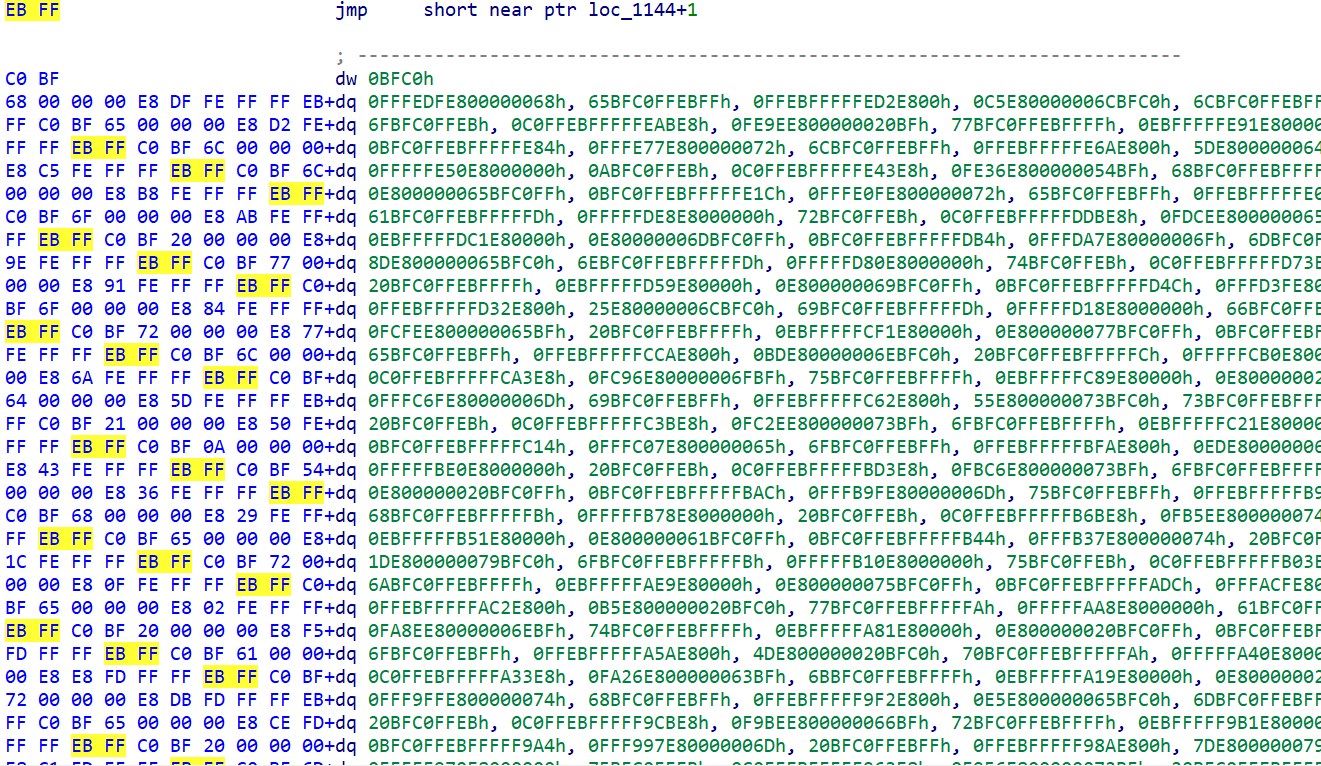 EB FF jmp short near ptr loc_1144+1
; ---------------------------------------------------------------------------
C0 BF dw 0BFC0h
68 00 00 00 E8 DF FE FF FF EB+dq 0FFFEDFE800000068h, 65BFC0FFEBFFh, 0FFEBFFFFFED2E800h, 0C5E80000006CBFC0h, 6CBFC0FFEBFF
FF C0 BF 65 00 00 00 E8 D2 FE+dq 6FBFC0FFEBh, 0C0FFEBFFFFFEABE8h, 0FE9EE800000020BFh, 77BFC0FFEBFFFFh, 0EBFFFFFE91E80000
FF FF EB FF C0 BF 6C 00 00 00+dq 0BFC0FFEBFFFFFE84h, 0FFFE77E800000072h, 6CBFC0FFEBFFh, 0FFEBFFFFFE6AE800h, 5DE800000064
E8 C5 FE FF FF EB FF C0 BF 6C+dq 0FFFFFE50E8000000h, 0ABFC0FFEBh, 0C0FFEBFFFFFE43E8h, 0FE36E800000054BFh, 68BFC0FFEBFFFF
00 00 00 E8 B8 FE FF FF EB FF+dq 0E800000065BFC0FFh, 0BFC0FFEBFFFFFE1Ch, 0FFFE0FE800000072h, 65BFC0FFEBFFh, 0FFEBFFFFFE0
C0 BF 6F 00 00 00 E8 AB FE FF+dq 61BFC0FFEBFFFFFDh, 0FFFFFDE8E8000000h, 72BFC0FFEBh, 0C0FFEBFFFFFDDBE8h, 0FDCEE800000065
FF EB FF C0 BF 20 00 00 00 E8+dq 0EBFFFFFDC1E80000h, 0E80000006DBFC0FFh, 0BFC0FFEBFFFFFDB4h, 0FFFDA7E80000006Fh, 6DBFC0F
9E FE FF FF EB FF C0 BF 77 00+dq 8DE800000065BFC0h, 6EBFC0FFEBFFFFFDh, 0FFFFFD80E8000000h, 74BFC0FFEBh, 0C0FFEBFFFFFD73E
00 00 E8 91 FE FF FF EB FF C0+dq 20BFC0FFEBFFFFh, 0EBFFFFFD59E80000h, 0E800000069BFC0FFh, 0BFC0FFEBFFFFFD4Ch, 0FFFD3FE80
BF 6F 00 00 00 E8 84 FE FF FF+dq 0FFEBFFFFFD32E800h, 25E80000006CBFC0h, 69BFC0FFEBFFFFFDh, 0FFFFFD18E8000000h, 66BFC0FFE
EB FF C0 BF 72 00 00 00 E8 77+dq 0FCFEE800000065BFh, 20BFC0FFEBFFFFh, 0EBFFFFFCF1E80000h, 0E800000077BFC0FFh, 0BFC0FFEBF
FE FF FF EB FF C0 BF 6C 00 00+dq 65BFC0FFEBFFh, 0FFEBFFFFFCCAE800h, 0BDE80000006EBFC0h, 20BFC0FFEBFFFFFCh, 0FFFFFCB0E800
00 E8 6A FE FF FF EB FF C0 BF+dq 0C0FFEBFFFFFCA3E8h, 0FC96E80000006FBFh, 75BFC0FFEBFFFFh, 0EBFFFFFC89E80000h, 0E80000002
64 00 00 00 E8 5D FE FF FF EB+dq 0FFFC6FE80000006Dh, 69BFC0FFEBFFh, 0FFEBFFFFFC62E800h, 55E800000073BFC0h, 73BFC0FFEBFFF
FF C0 BF 21 00 00 00 E8 50 FE+dq 20BFC0FFEBh, 0C0FFEBFFFFFC3BE8h, 0FC2EE800000073BFh, 6FBFC0FFEBFFFFh, 0EBFFFFFC21E80000
FF FF EB FF C0 BF 0A 00 00 00+dq 0BFC0FFEBFFFFFC14h, 0FFFC07E800000065h, 6FBFC0FFEBFFh, 0FFEBFFFFFBFAE800h, 0EDE80000006
E8 43 FE FF FF EB FF C0 BF 54+dq 0FFFFFBE0E8000000h, 20BFC0FFEBh, 0C0FFEBFFFFFBD3E8h, 0FBC6E800000073BFh, 6FBFC0FFEBFFFF
00 00 00 E8 36 FE FF FF EB FF+dq 0E800000020BFC0FFh, 0BFC0FFEBFFFFFBACh, 0FFFB9FE80000006Dh, 75BFC0FFEBFFh, 0FFEBFFFFFB9
C0 BF 68 00 00 00 E8 29 FE FF+dq 68BFC0FFEBFFFFFBh, 0FFFFFB78E8000000h, 20BFC0FFEBh, 0C0FFEBFFFFFB6BE8h, 0FB5EE800000074
FF EB FF C0 BF 65 00 00 00 E8+dq 0EBFFFFFB51E80000h, 0E800000061BFC0FFh, 0BFC0FFEBFFFFFB44h, 0FFFB37E800000074h, 20BFC0F
1C FE FF FF EB FF C0 BF 72 00+dq 1DE800000079BFC0h, 6FBFC0FFEBFFFFFBh, 0FFFFFB10E8000000h, 75BFC0FFEBh, 0C0FFEBFFFFFB03E
00 00 E8 0F FE FF FF EB FF C0+dq 6ABFC0FFEBFFFFh, 0EBFFFFFAE9E80000h, 0E800000075BFC0FFh, 0BFC0FFEBFFFFFADCh, 0FFFACFE80
BF 65 00 00 00 E8 02 FE FF FF+dq 0FFEBFFFFFAC2E800h, 0B5E800000020BFC0h, 77BFC0FFEBFFFFFAh, 0FFFFFAA8E8000000h, 61BFC0FF
EB FF C0 BF 20 00 00 00 E8 F5+dq 0FA8EE80000006EBFh, 74BFC0FFEBFFFFh, 0EBFFFFFA81E80000h, 0E800000020BFC0FFh, 0BFC0FFEBF
FD FF FF EB FF C0 BF 61 00 00+dq 6FBFC0FFEBFFh, 0FFEBFFFFFA5AE800h, 4DE800000020BFC0h, 70BFC0FFEBFFFFFAh, 0FFFFFA40E8000
00 E8 E8 FD FF FF EB FF C0 BF+dq 0C0FFEBFFFFFA33E8h, 0FA26E800000063BFh, 6BBFC0FFEBFFFFh, 0EBFFFFFA19E80000h, 0E80000002
72 00 00 00 E8 DB FD FF FF EB+dq 0FFF9FFE800000074h, 68BFC0FFEBFFh, 0FFEBFFFFF9F2E800h, 0E5E800000065BFC0h, 6DBFC0FFEBFF
FF C0 BF 65 00 00 00 E8 CE FD+dq 20BFC0FFEBh, 0C0FFEBFFFFF9CBE8h, 0F9BEE800000066BFh, 72BFC0FFEBFFFFh, 0EBFFFFF9B1E80000
FF FF EB FF C0 BF 20 00 00 00+dq 0BFC0FFEBFFFFF9A4h, 0FFF997E80000006Dh, 20BFC0FFEBFFh, 0FFEBFFFFF98AE800h, 7DE800000079